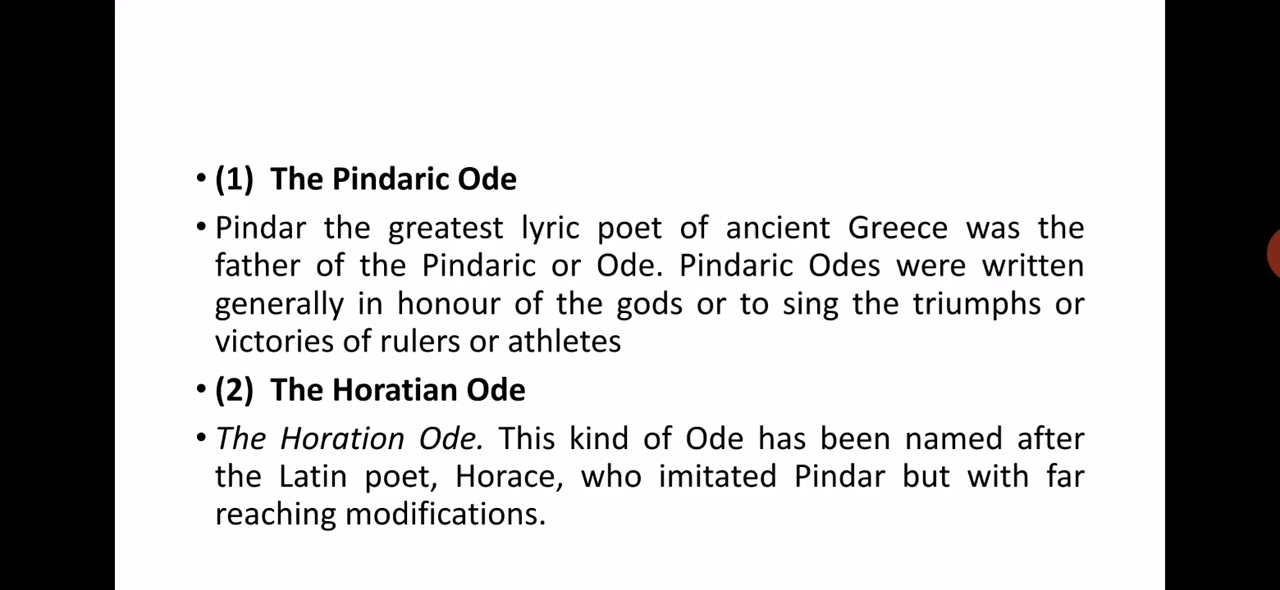 • (1) The Pindaric Ode
• Pindar the greatest lyric poet of ancient Greece was the
father of the Pindaric or Ode. Pindaric Odes were written
generally in honour of the gods or to sing the triumphs or
victories of rulers or athletes
• (2) The Horatian Ode
• The Horation Ode. This kind of Ode has been named after
the Latin poet, Horace, who imitated Pindar but with far
reaching modifications.